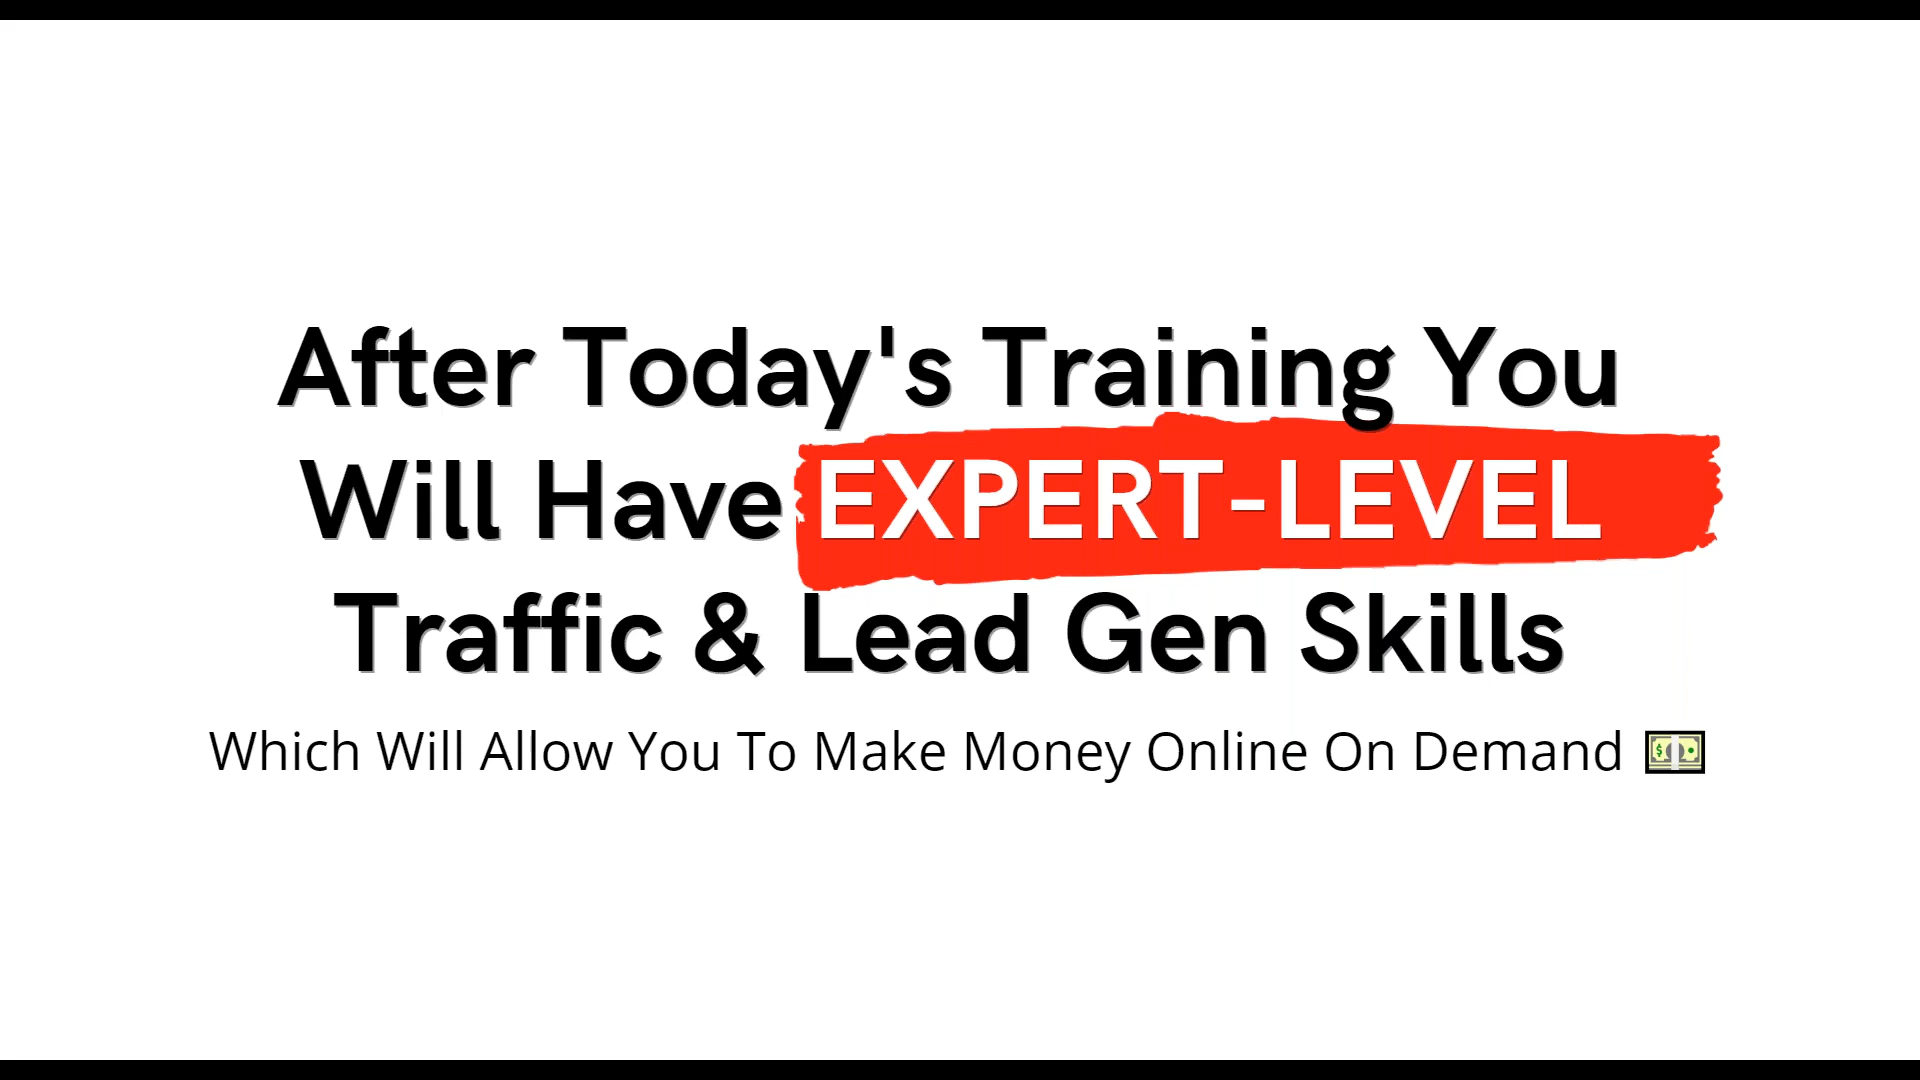 After Today's Training You
Will Have EXPERT-LEVEL
Traffic & Lead Gen Skills
Which Will Allow You To Make Money Online On Demand 💵